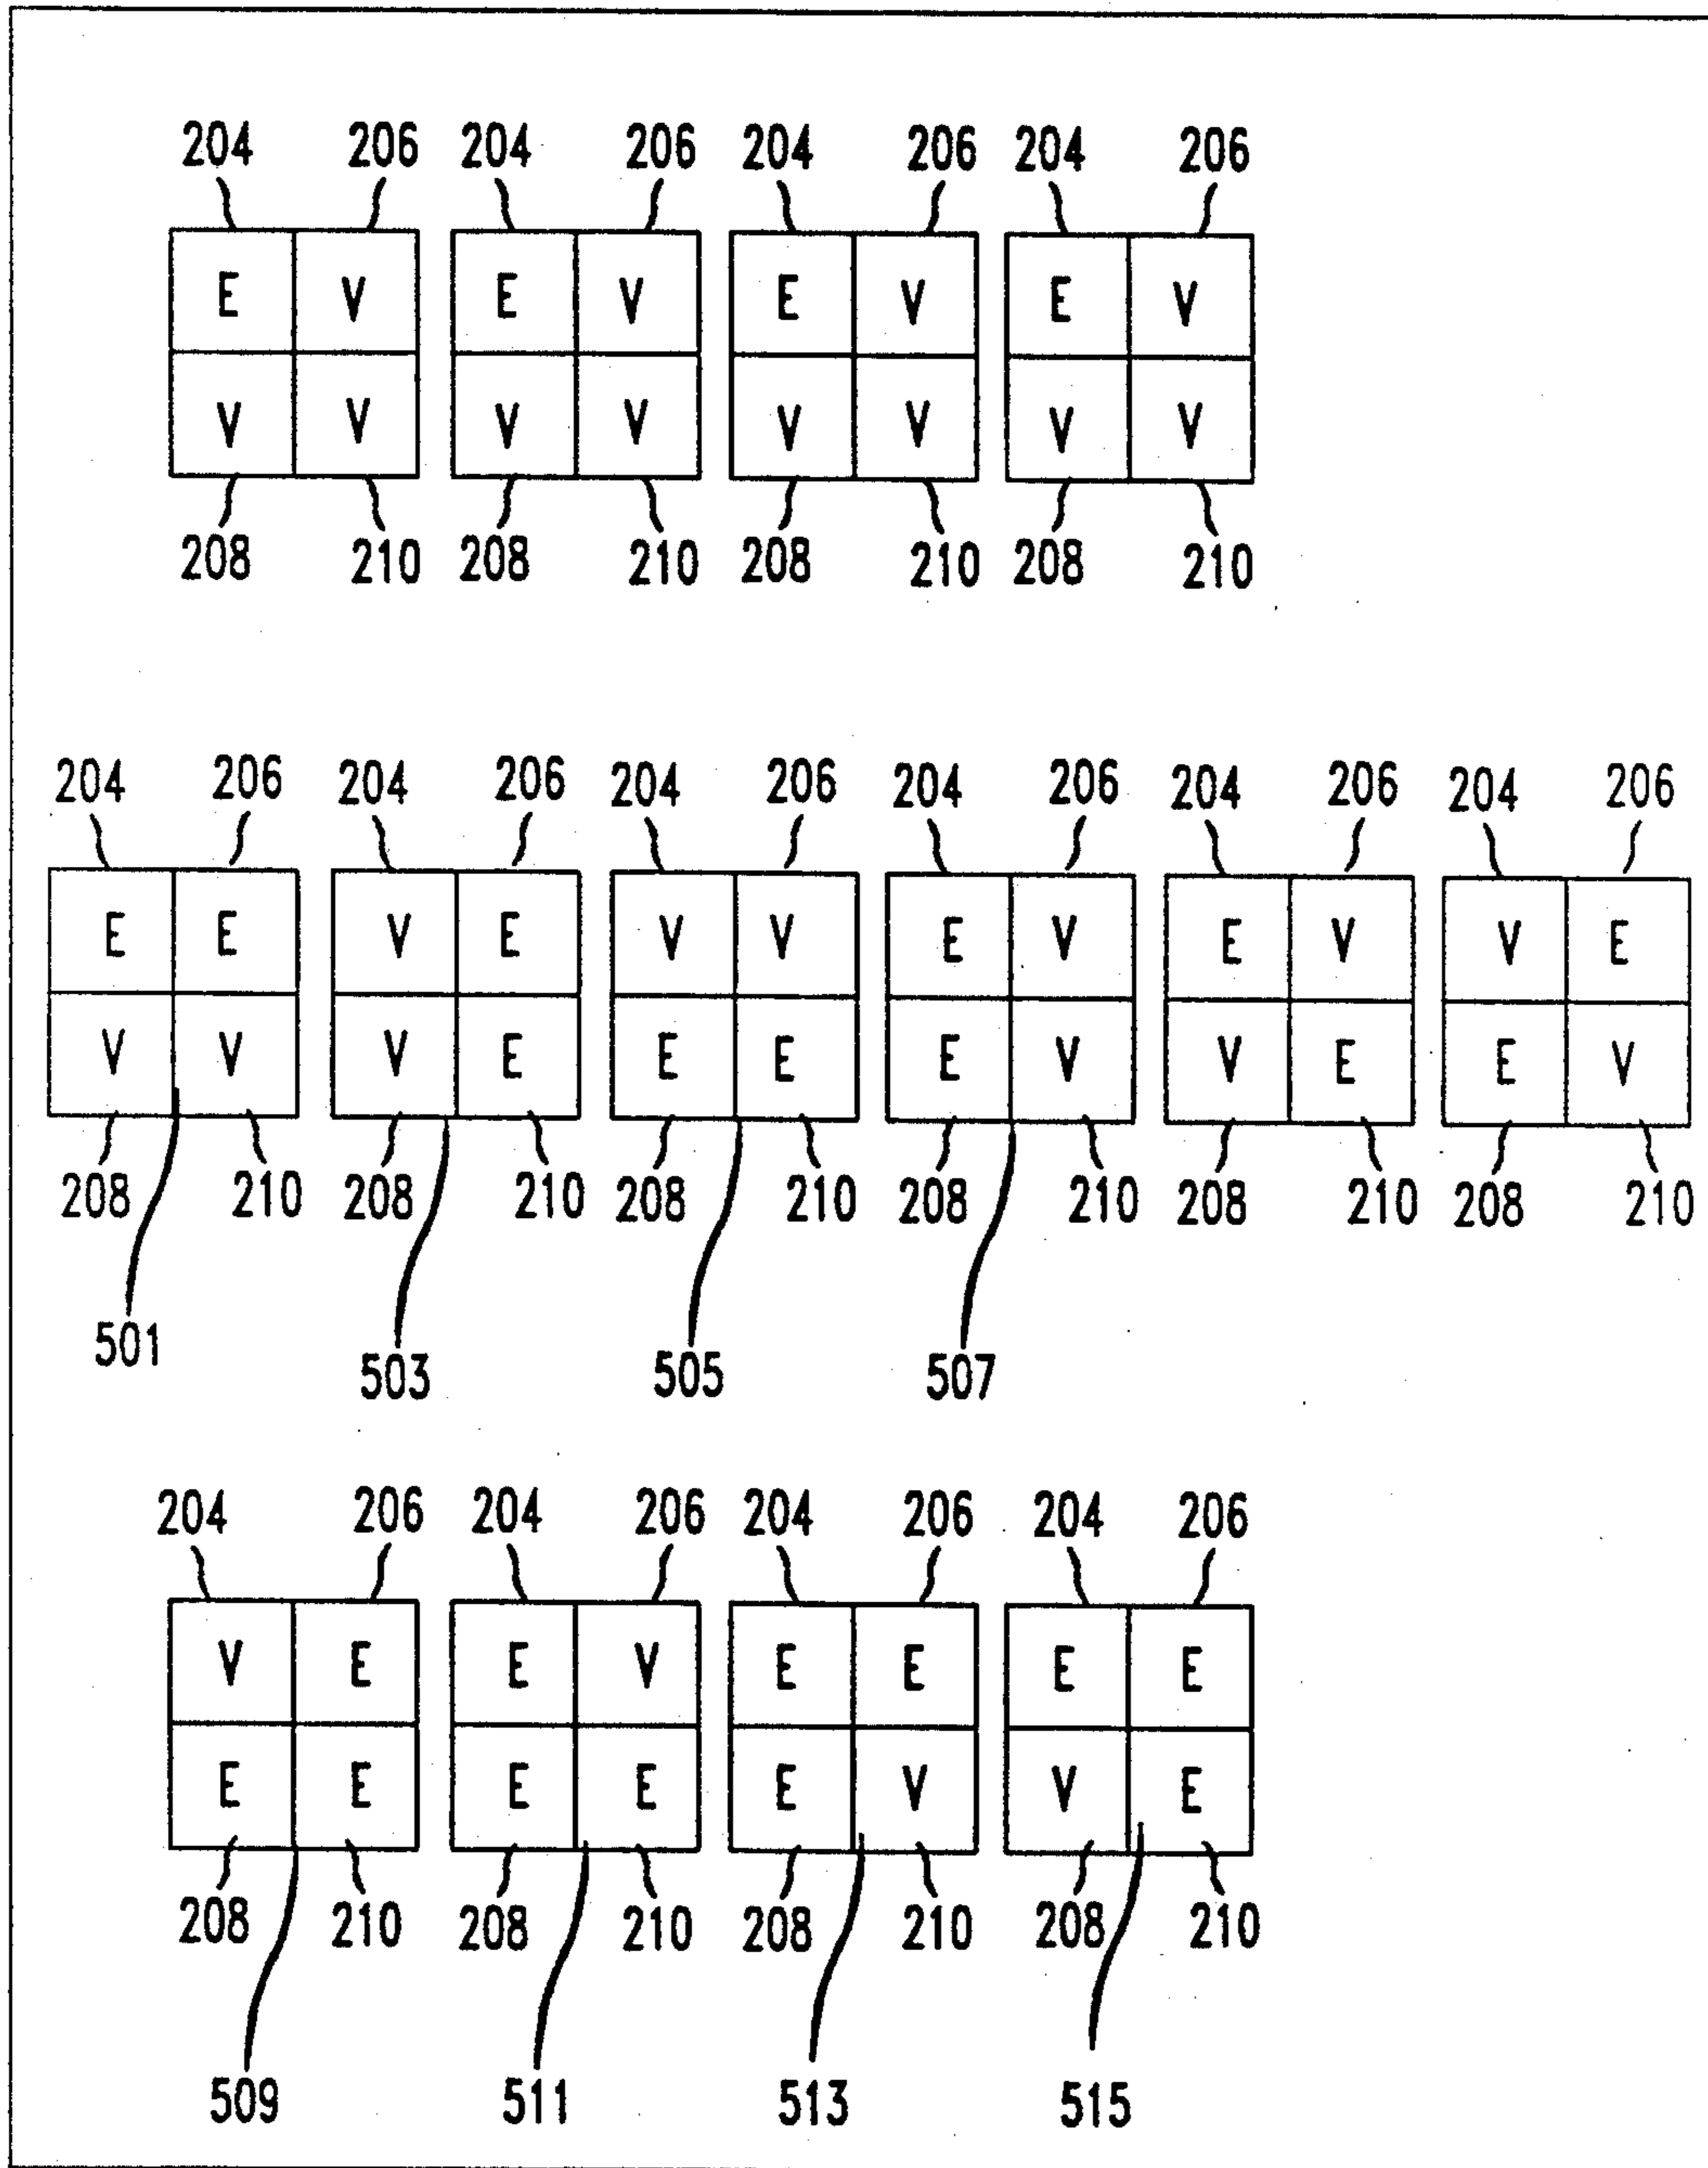 204 206 204 206 204 206 204 206
E V E V E V E V
V V V V V V V V
208 210 208 210 208 210 208 210
204 206 204 206 204 206 204 206 204 206 204 206
E E V E V V E V E V V E
V V V E E E E V V E E V
208 210 208 210 208 210 208 210 208 210 208 210
501 503 505 507
204 206 204 206 204 206 204 206
V E E V E E E E
E E E E E V V E
208 210 208 210 208 210 208 210
509 511 513 515